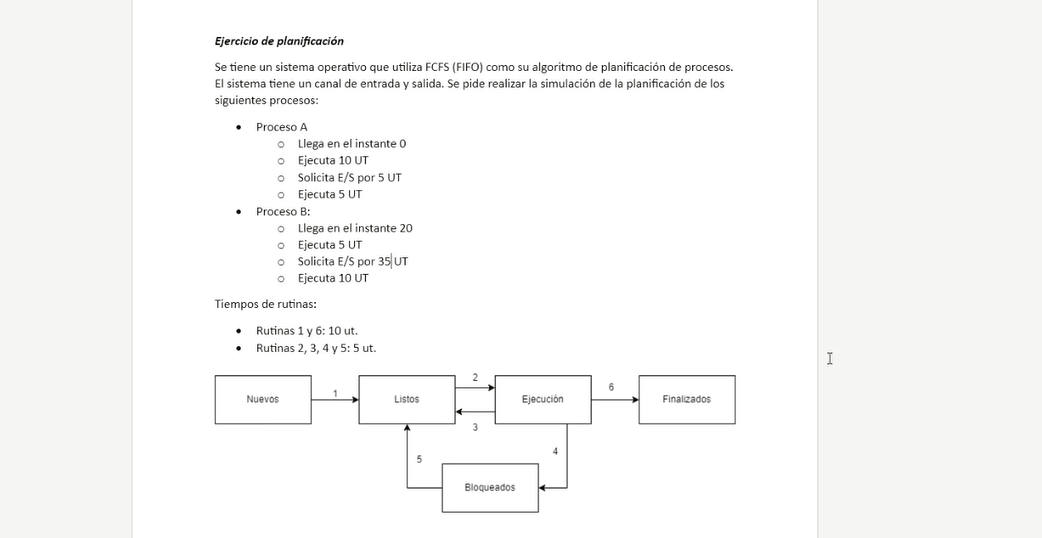 Ejercicio de planificación
Se tiene un sistema operativo que utiliza FCFS (FIFO) como su algoritmo de planificación de procesos.
El sistema tiene un canal de entrada y salida. Se pide realizar la simulación de la planificación de los
siguientes procesos:
• Proceso A
o Llega en el instante 0
o Ejecuta 10 UT
o Solicita E/S por 5 UT
o Ejecuta 5 UT
• Proceso B:
o Llega en el instante 20
o Ejecuta 5 UT
o Solicita E/S por 35 UT
o Ejecuta 10 UT
Tiempos de rutinas:
• Rutinas 1 y 6: 10 ut.
• Rutinas 2, 3, 4 y 5: 5 ut.
Nuevos
1
Listos
2
3
Ejecución
6
Finalizados
5
4
Bloqueados